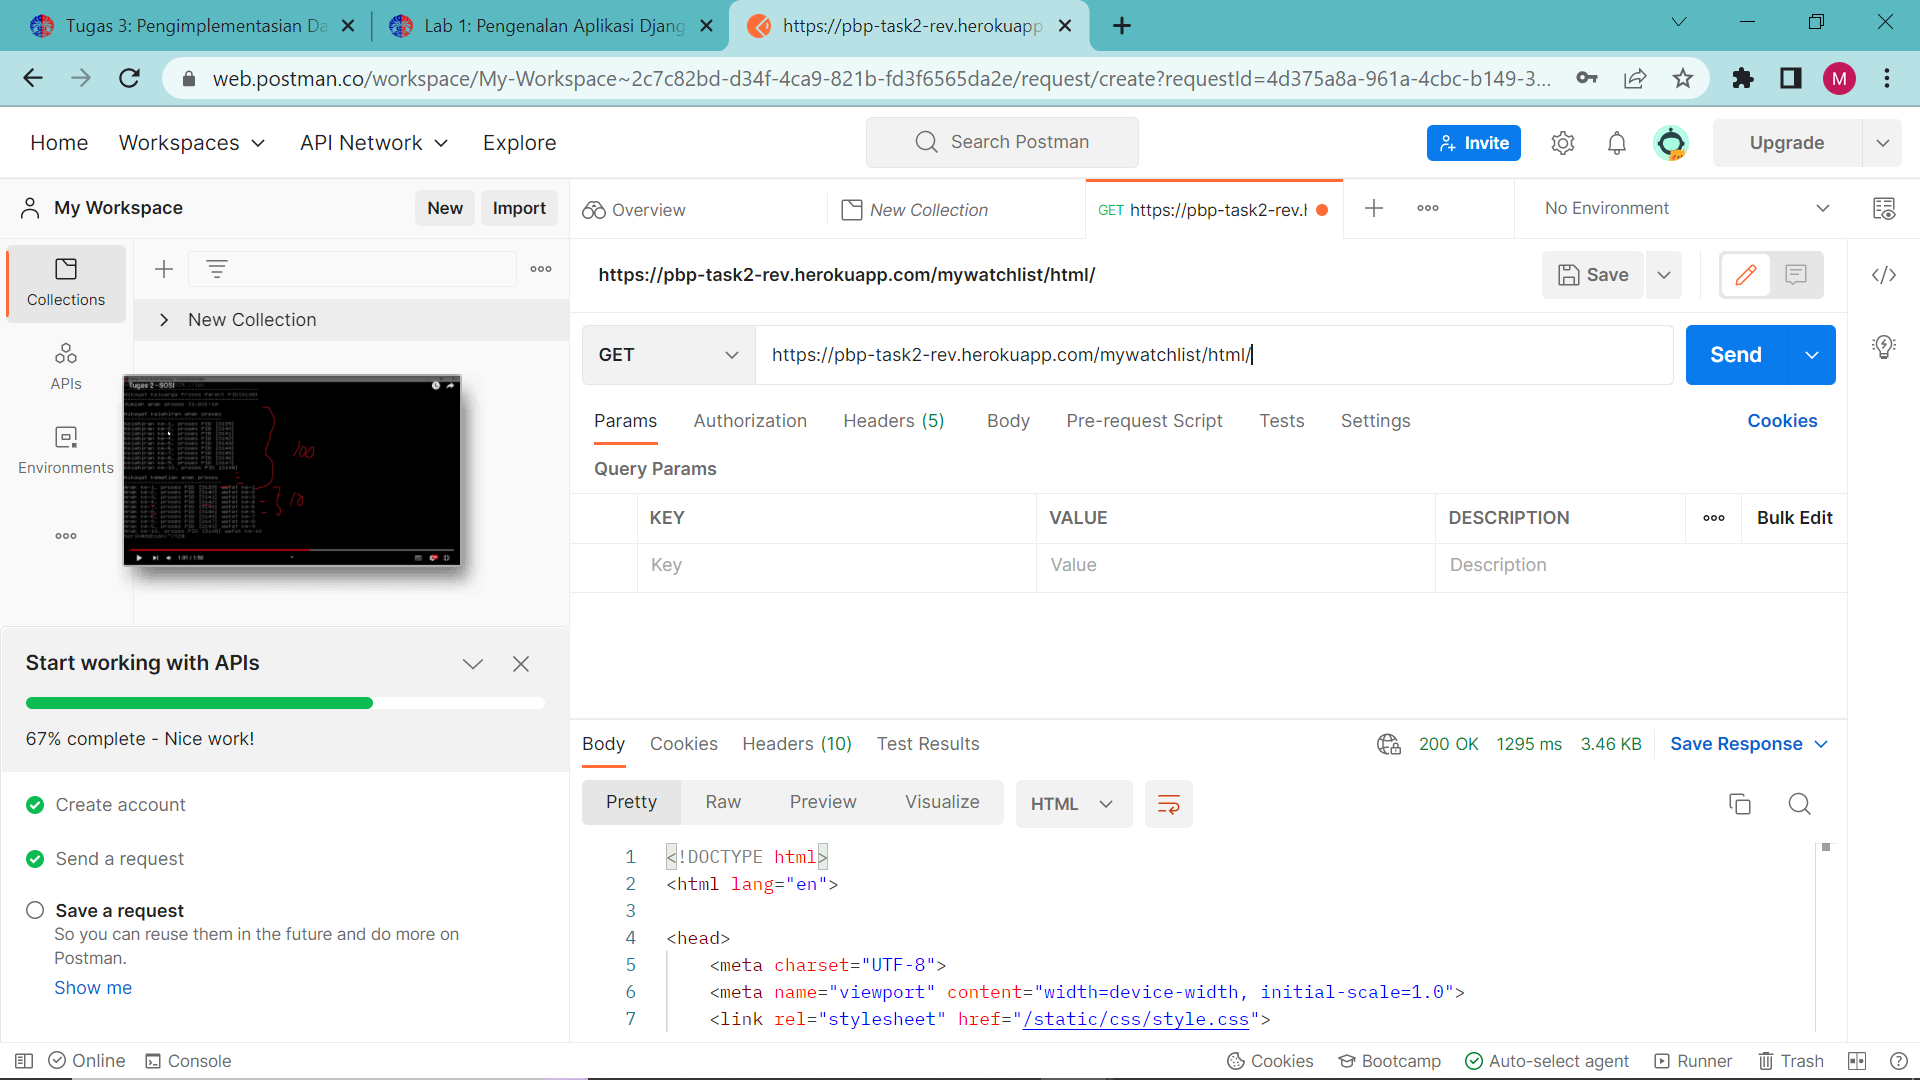 Tugas 3: Pengimplementasian Da
Lab 1: Pengenalan Aplikasi Djang
https://pbp-task2-rev.herokuapp.
web.postman.co/workspace/My-Workspace~2c7c82bd-d34f-4ca9-821b-fd3f6565da2e/request/create?requestId=4d375a8a-961a-4cbc-b149-3...
M
Home
Workspaces
API Network
Explore
Search Postman
Invite
Upgrade
My Workspace
New
Import
Overview
New Collection
GET https://pbp-task2-rev.h
No Environment
Collections
New Collection
APIs
Environments
Tugas 2 - SOSI
100
10
1:01 / 1:50
https://pbp-task2-rev.herokuapp.com/mywatchlist/html/
Save
GET
https://pbp-task2-rev.herokuapp.com/mywatchlist/html/
Send
Params
Authorization
Headers (5)
Body
Pre-request Script
Tests
Settings
Cookies
Query Params
KEY
VALUE
DESCRIPTION
Bulk Edit
Key
Value
Description
Start working with APIs
67% complete - Nice work!
Create account
Send a request
Save a request
So you can reuse them in the future and do more on
Postman.
Show me
Body
Cookies
Headers (10)
Test Results
200 OK
1295 ms
3.46 KB
Save Response
Pretty
Raw
Preview
Visualize
HTML
1 <!DOCTYPE html>
2 <html lang="en">
3
4 <head>
5 <meta charset="UTF-8">
6 <meta name="viewport" content="width=device-width, initial-scale=1.0">
7 <link rel="stylesheet" href="/static/css/style.css">
Online
Console
Cookies
Bootcamp
Auto-select agent
Runner
Trash